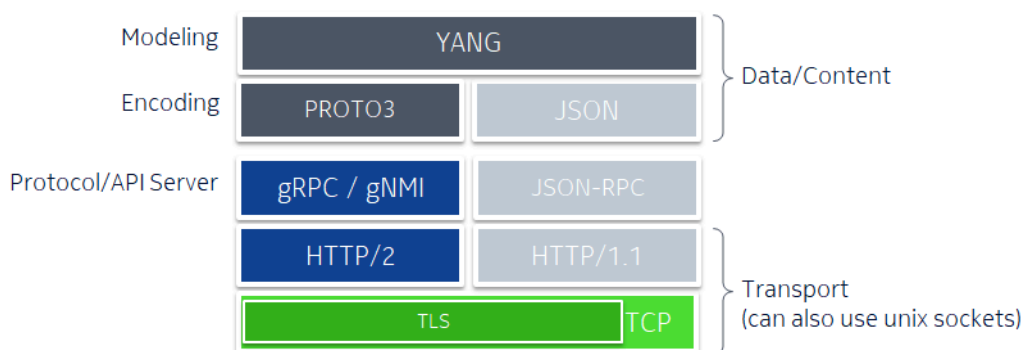 Modeling
YANG
Data/Content
Encoding
PROTO3
JSON
Protocol/API Server
gRPC / gNMI
JSON-RPC
HTTP/2
HTTP/1.1
Transport
(can also use unix sockets)
TLS
TCP